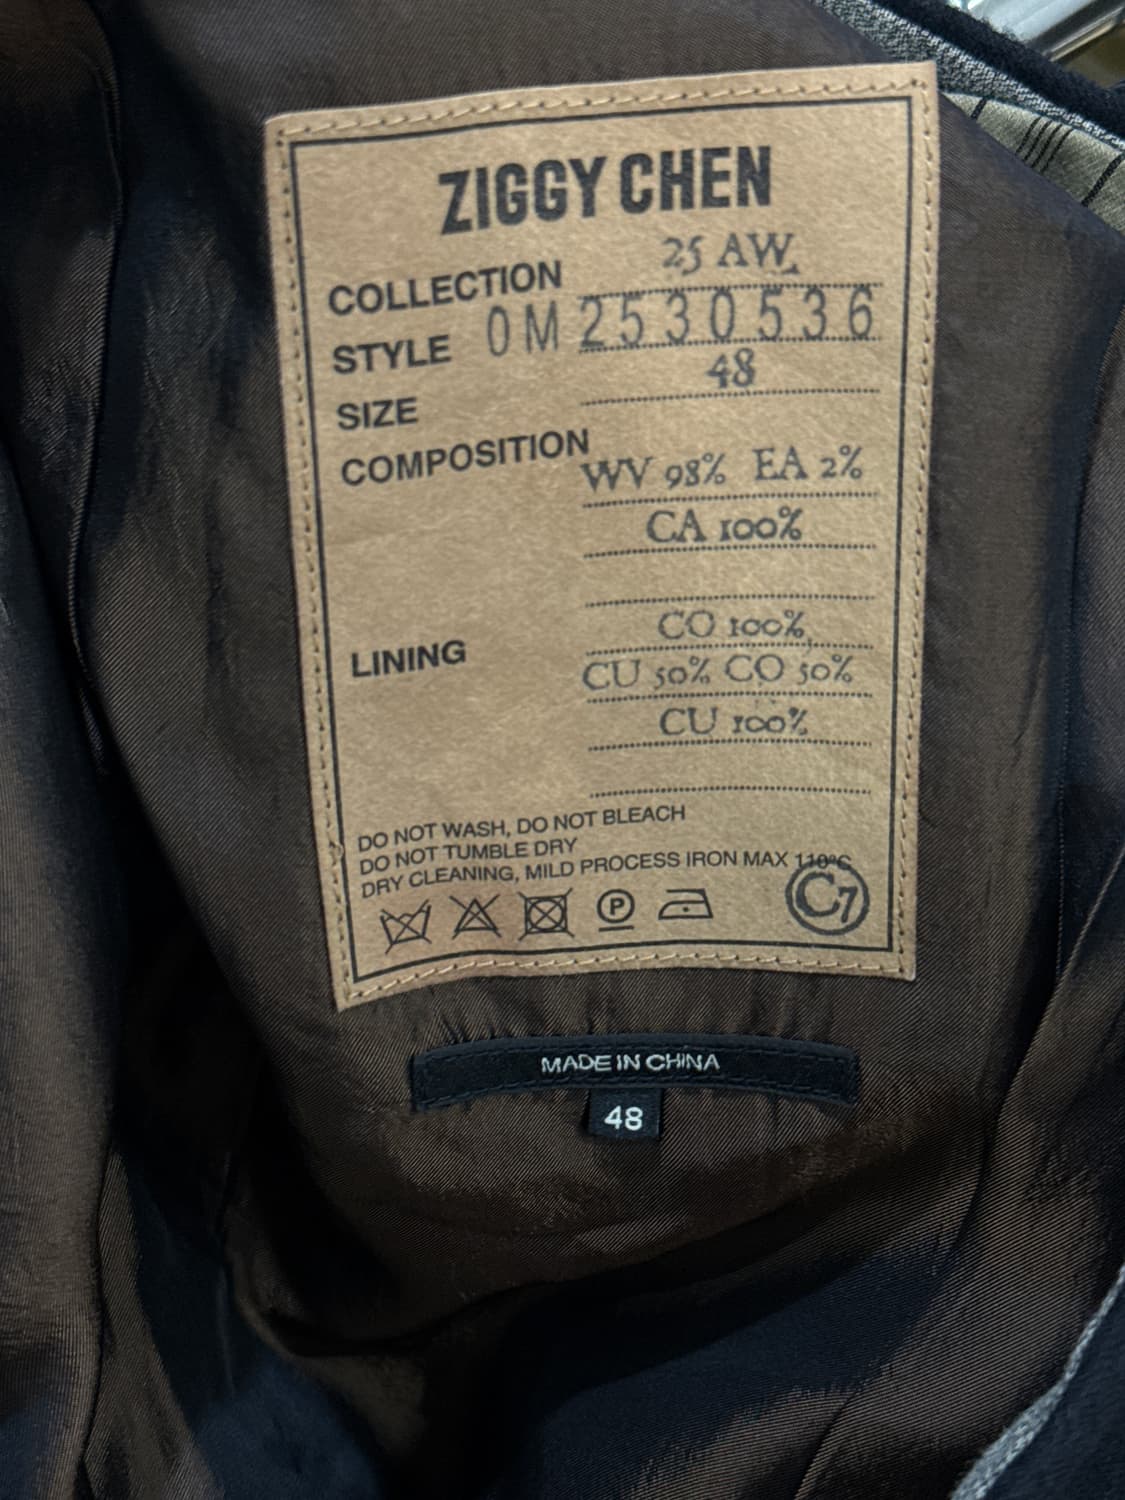 ZIGGY CHEN
COLLECTION 25 AW
STYLE 0M2530536
SIZE 48
COMPOSITION WV 98% EA 2%
CA 100%
LINING CO 100%
CU 50% CO 50%
CU 100%
DO NOT WASH, DO NOT BLEACH
DO NOT TUMBLE DRY
DRY CLEANING, MILD PROCESS IRON MAX 110°C
P
C7
MADE IN CHINA
48